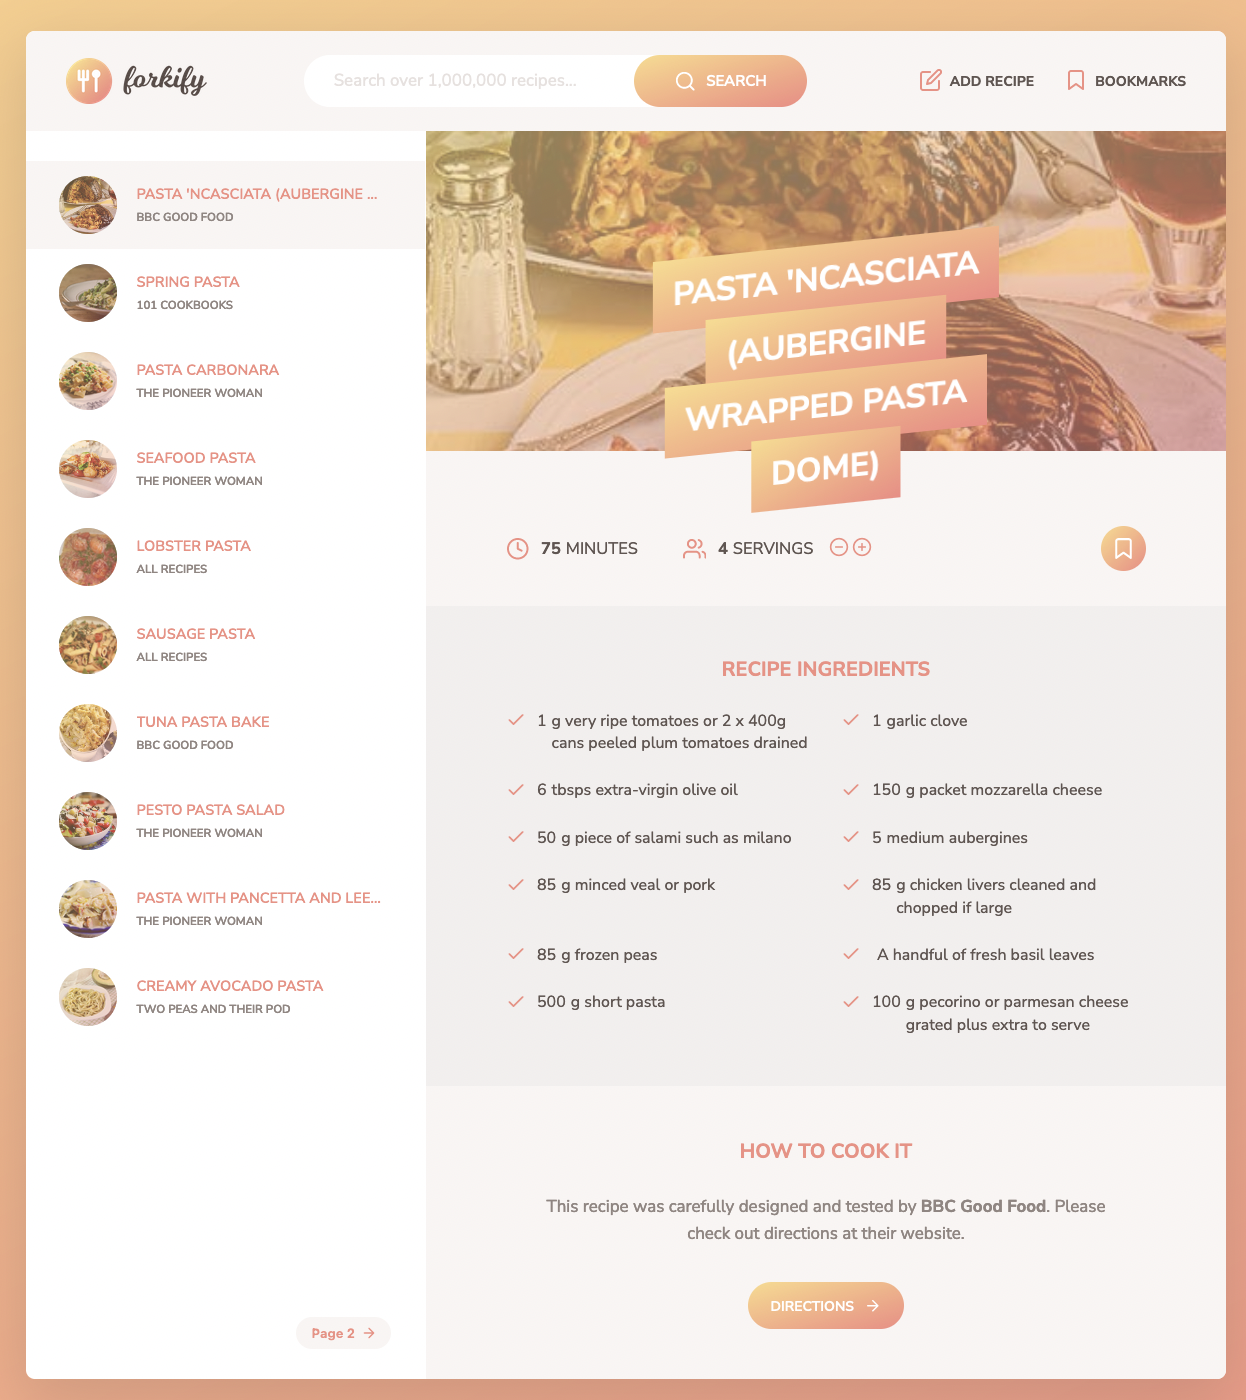 forkify
Search over 1,000,000 recipes...
SEARCH
ADD RECIPE
BOOKMARKS
PASTA 'NCASCIATA (AUBERGINE ...
BBC GOOD FOOD
SPRING PASTA
101 COOKBOOKS
PASTA CARBONARA
THE PIONEER WOMAN
SEAFOOD PASTA
THE PIONEER WOMAN
LOBSTER PASTA
ALL RECIPES
SAUSAGE PASTA
ALL RECIPES
TUNA PASTA BAKE
BBC GOOD FOOD
PESTO PASTA SALAD
THE PIONEER WOMAN
PASTA WITH PANCETTA AND LEE...
THE PIONEER WOMAN
CREAMY AVOCADO PASTA
TWO PEAS AND THEIR POD
Page 2
PASTA 'NCASCIATA
(AUBERGINE
WRAPPED PASTA
DOME)
75 MINUTES
4 SERVINGS
RECIPE INGREDIENTS
1 g very ripe tomatoes or 2 x 400g
cans peeled plum tomatoes drained
1 garlic clove
6 tbsps extra-virgin olive oil
150 g packet mozzarella cheese
50 g piece of salami such as milano
5 medium aubergines
85 g minced veal or pork
85 g chicken livers cleaned and
chopped if large
85 g frozen peas
A handful of fresh basil leaves
500 g short pasta
100 g pecorino or parmesan cheese
grated plus extra to serve
HOW TO COOK IT
This recipe was carefully designed and tested by BBC Good Food. Please
check out directions at their website.
DIRECTIONS